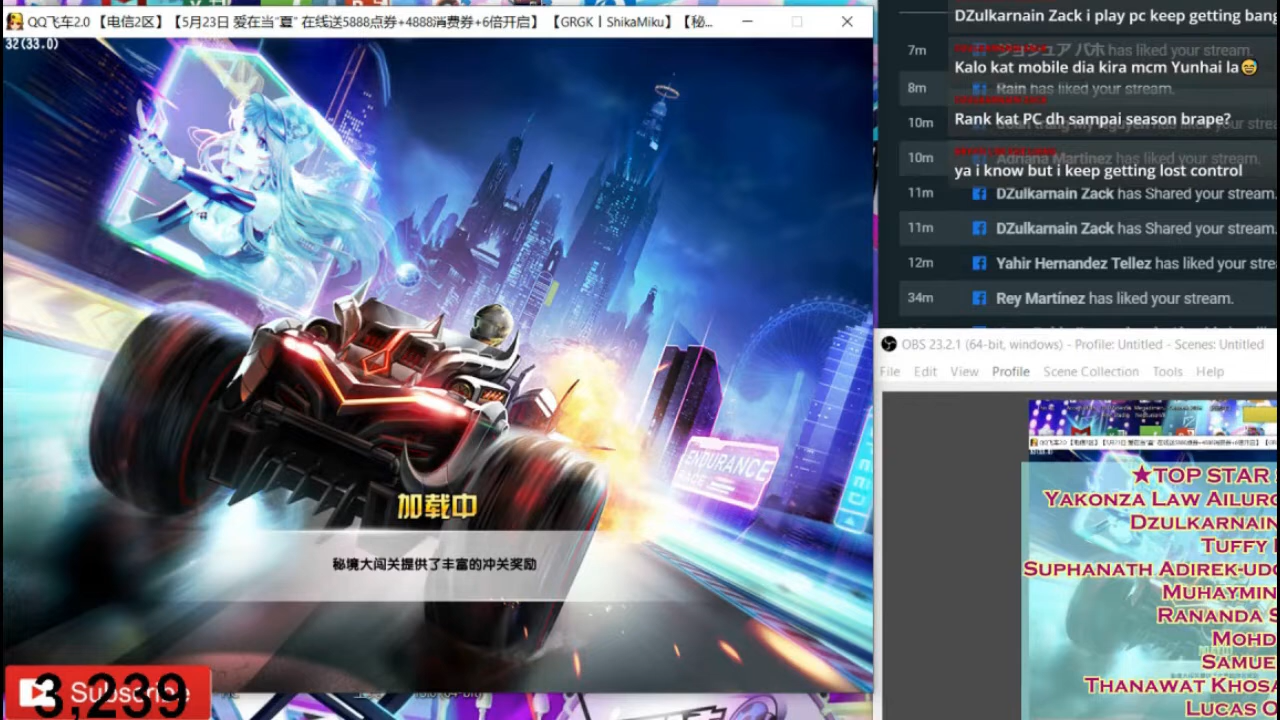 QQ飞车2.0 【电信2区】【5月23日 爱在当“夏” 在线送5888点券+4888消费券+6倍开启】 【GRGK丨ShikaMiku】【秘...
32(33.0)
ENDURANCE
加载中
秘境大闯关提供了丰富的冲关奖励
Subscribe
3,239
DZulkarnain Zack i play pc keep getting bang
7m
ジョシュア バホ has liked your stream.
Kalo kat mobile dia kira mcm Yunhai la😅
8m
Rain has liked your stream.
Rank kat PC dh sampai season brape?
10m
10m
Adriana Martinez has liked your stream.
ya i know but i keep getting lost control
11m DZulkarnain Zack has Shared your stream.
11m DZulkarnain Zack has Shared your stream.
12m Yahir Hernandez Tellez has liked your stre
34m Rey Martínez has liked your stream.
OBS 23.2.1 (64-bit, windows) - Profile: Untitled - Scenes: Untitled
File Edit View Profile Scene Collection Tools Help
★TOP STAR
YAKONZA LAW AILURO
DZULKARNAIN
TUFFY
SUPHANATH ADIREK-UDO
MUHAYMIN
RANANDA S
MOHD
SAMUE
THANAWAT KHOSA
LUCAS